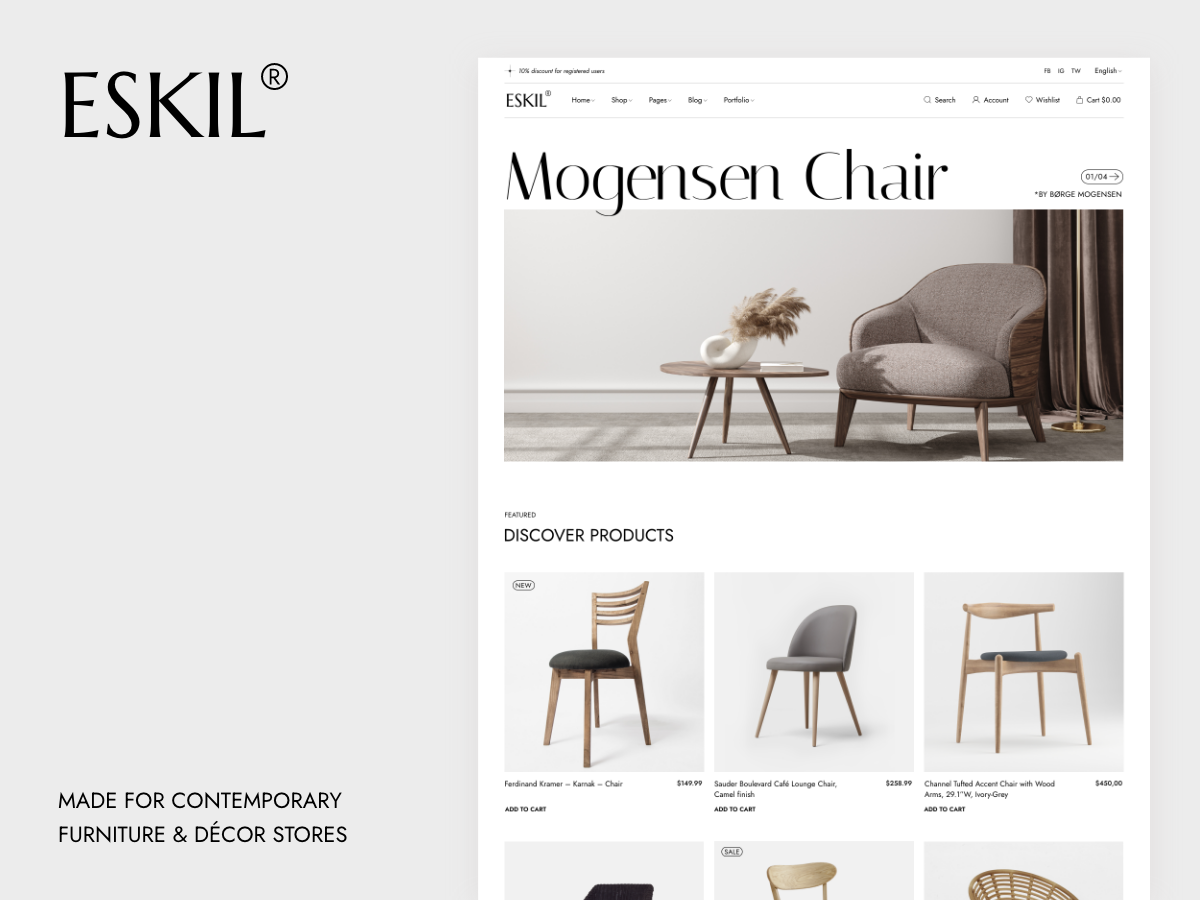 ESKIL®
MADE FOR CONTEMPORARY
FURNITURE & DÉCOR STORES
10% discount for registered users
FB IG TW English
ESKIL®
Home Shop Pages Blog Portfolio
Search Account Wishlist Cart $0.00
Mogensen Chair
01/04
*BY BØRGE MOGENSEN
FEATURED
DISCOVER PRODUCTS
NEW
Ferdinand Kramer – Karnak – Chair $149.99
ADD TO CART
Sauder Boulevard Café Lounge Chair, $258.99
Camel finish
ADD TO CART
Channel Tufted Accent Chair with Wood $450,00
Arms, 29.1"W, Ivory-Grey
ADD TO CART
SALE